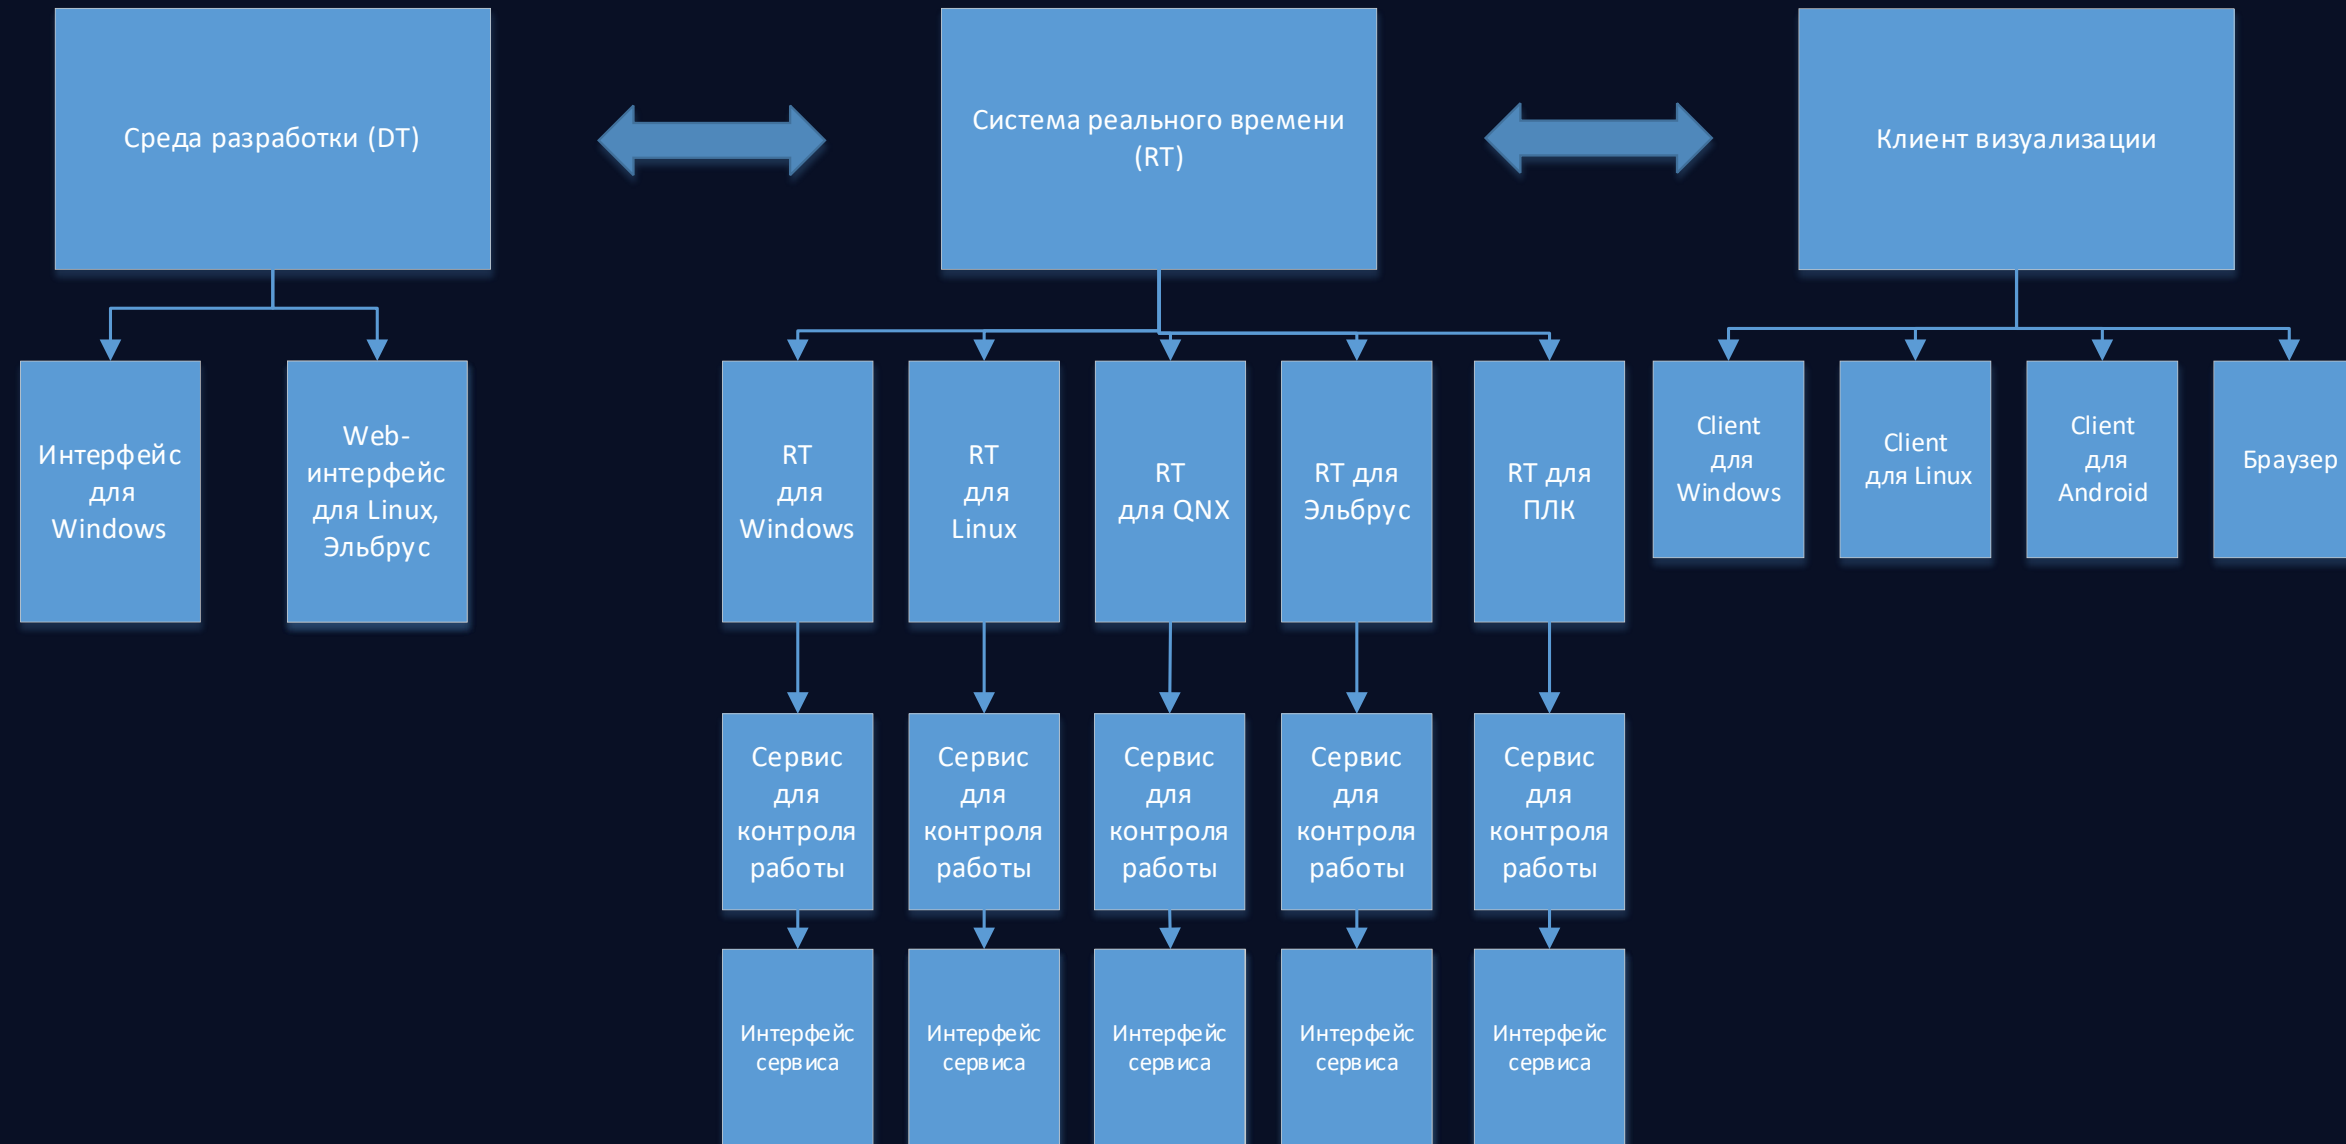 Среда разработки (DT)
Система реального времени
(RT)
Клиент визуализации
Интерфейс
для
Windows
Web-
интерфейс
для Linux,
Эльбрус
RT
для
Windows
RT
для
Linux
RT
для QNX
RT для
Эльбрус
RT для
ПЛК
Client
для
Windows
Client
для Linux
Client
для
Android
Браузер
Сервис
для
контроля
работы
Сервис
для
контроля
работы
Сервис
для
контроля
работы
Сервис
для
контроля
работы
Сервис
для
контроля
работы
Интерфейс
сервиса
Интерфейс
сервиса
Интерфейс
сервиса
Интерфейс
сервиса
Интерфейс
сервиса